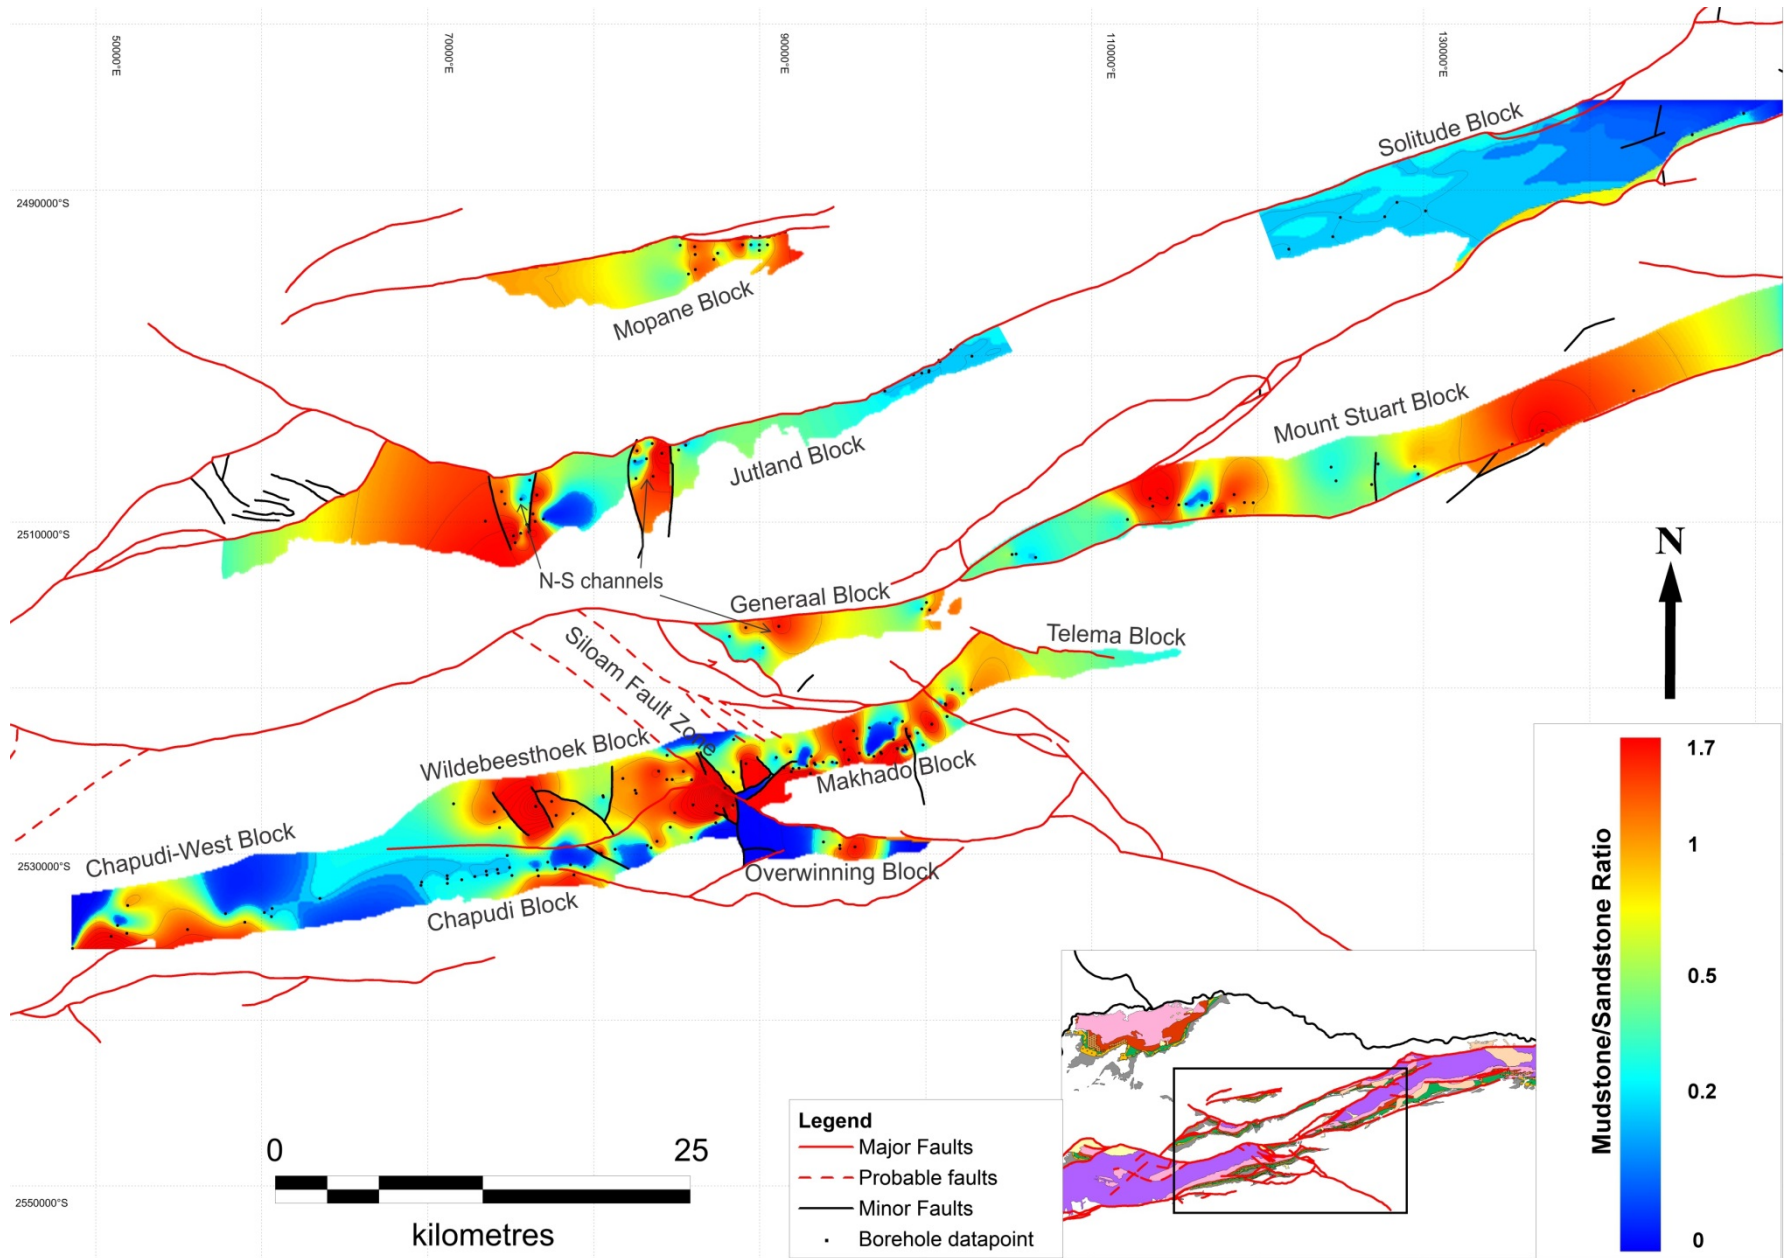 500000°E
700000°E
900000°E
110000°E
130000°E
Solitude Block
2490000°S
Mopane Block
Mount Stuart Block
Jutland Block
2510000°S
N
N-S channels
Generaal Block
Telema Block
Siloam Fault Zone
Wildebeesthoek Block
Makhado Block
Chapudi-West Block
2530000°S
Overwinning Block
Chapudi Block
Mudstone/Sandstone Ratio
1.7
1
0.5
0.2
0
0 25
kilometres
Legend
Major Faults
Probable faults
Minor Faults
Borehole datapoint
2550000°S